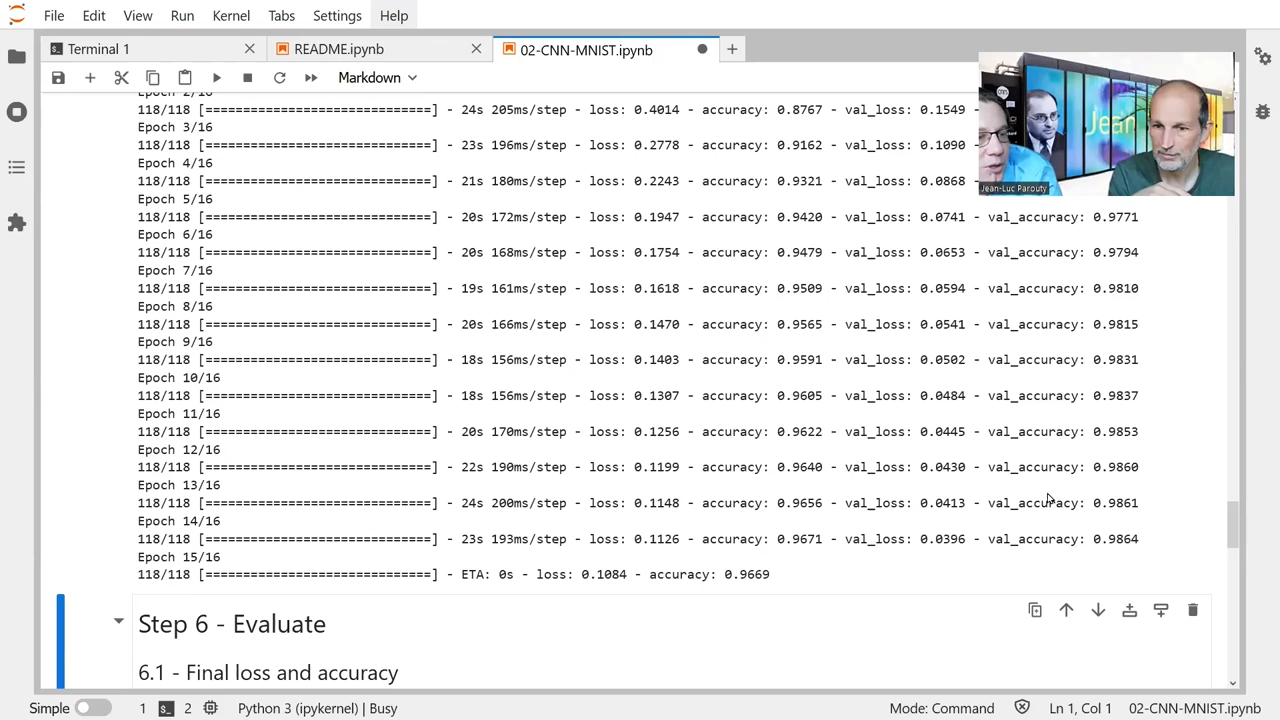 File Edit View Run Kernel Tabs Settings Help
Terminal 1 README.ipynb 02-CNN-MNIST.ipynb
Markdown
Epoch 2/16
118/118 [==============================] - 24s 205ms/step - loss: 0.4014 - accuracy: 0.8767 - val_loss: 0.1549 -
Epoch 3/16
118/118 [==============================] - 23s 196ms/step - loss: 0.2778 - accuracy: 0.9162 - val_loss: 0.1090 -
Epoch 4/16
118/118 [==============================] - 21s 180ms/step - loss: 0.2243 - accuracy: 0.9321 - val_loss: 0.0868 -
Jean
Jean-Luc Parouty
Epoch 5/16
118/118 [==============================] - 20s 172ms/step - loss: 0.1947 - accuracy: 0.9420 - val_loss: 0.0741 - val_accuracy: 0.9771
Epoch 6/16
118/118 [==============================] - 20s 168ms/step - loss: 0.1754 - accuracy: 0.9479 - val_loss: 0.0653 - val_accuracy: 0.9794
Epoch 7/16
118/118 [==============================] - 19s 161ms/step - loss: 0.1618 - accuracy: 0.9509 - val_loss: 0.0594 - val_accuracy: 0.9810
Epoch 8/16
118/118 [==============================] - 20s 166ms/step - loss: 0.1470 - accuracy: 0.9565 - val_loss: 0.0541 - val_accuracy: 0.9815
Epoch 9/16
118/118 [==============================] - 18s 156ms/step - loss: 0.1403 - accuracy: 0.9591 - val_loss: 0.0502 - val_accuracy: 0.9831
Epoch 10/16
118/118 [==============================] - 18s 156ms/step - loss: 0.1307 - accuracy: 0.9605 - val_loss: 0.0484 - val_accuracy: 0.9837
Epoch 11/16
118/118 [==============================] - 20s 170ms/step - loss: 0.1256 - accuracy: 0.9622 - val_loss: 0.0445 - val_accuracy: 0.9853
Epoch 12/16
118/118 [==============================] - 22s 190ms/step - loss: 0.1199 - accuracy: 0.9640 - val_loss: 0.0430 - val_accuracy: 0.9860
Epoch 13/16
118/118 [==============================] - 24s 200ms/step - loss: 0.1148 - accuracy: 0.9656 - val_loss: 0.0413 - val_accuracy: 0.9861
Epoch 14/16
118/118 [==============================] - 23s 193ms/step - loss: 0.1126 - accuracy: 0.9671 - val_loss: 0.0396 - val_accuracy: 0.9864
Epoch 15/16
118/118 [==============================] - ETA: 0s - loss: 0.1084 - accuracy: 0.9669
Step 6 - Evaluate
6.1 - Final loss and accuracy
Simple 1 2 Python 3 (ipykernel) | Busy Mode: Command Ln 1, Col 1 02-CNN-MNIST.ipynb